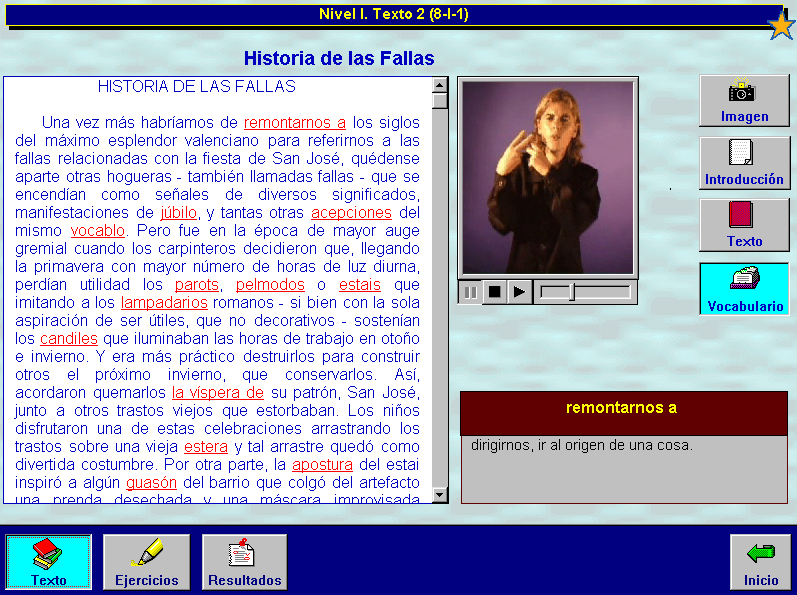 Nivel I. Texto 2 (8-I-1)
Historia de las Fallas
HISTORIA DE LAS FALLAS
Una vez más habríamos de remontarnos a los siglos
del máximo esplendor valenciano para referirnos a las
fallas relacionadas con la fiesta de San José, quédense
aparte otras hogueras - también llamadas fallas - que se
encendían como señales de diversos significados,
manifestaciones de júbilo, y tantas otras acepciones del
mismo vocablo. Pero fue en la época de mayor auge
gremial cuando los carpinteros decidieron que, llegando
la primavera con mayor número de horas de luz diurna,
perdían utilidad los parots, pelmodos o estais que
imitando a los lampadarios romanos - si bien con la sola
aspiración de ser útiles, que no decorativos - sostenían
los candiles que iluminaban las horas de trabajo en otoño
e invierno. Y era más práctico destruirlos para construir
otros el próximo invierno, que conservarlos. Así,
acordaron quemarlos la víspera de su patrón, San José,
junto a otros trastos viejos que estorbaban. Los niños
disfrutaron una de estas celebraciones arrastrando los
trastos sobre una vieja estera y tal arrastre quedó como
divertida costumbre. Por otra parte, la apostura del estai
inspiró a algún guasón del barrio que colgó del artefacto
una prenda desechada y una máscara improvisada
Imagen
Introducción
Texto
Vocabulario
remontarnos a
dirigirnos, ir al origen de una cosa.
Texto
Ejercicios
Resultados
Inicio